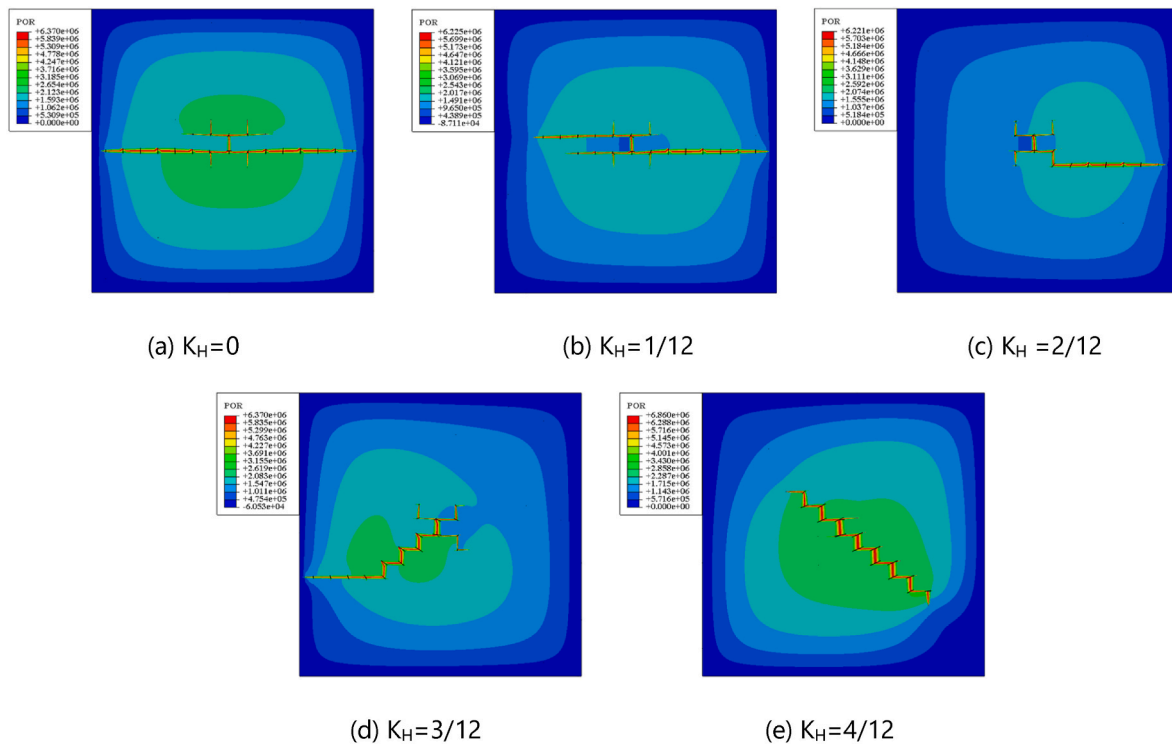 POR
+6.370e+06
+5.839e+06
+5.309e+06
+4.778e+06
+4.247e+06
+3.716e+06
+3.185e+06
+2.654e+06
+2.123e+06
+1.593e+06
+1.062e+06
+5.309e+05
+0.000e+00
POR
+6.225e+06
+5.699e+06
+5.173e+06
+4.647e+06
+4.121e+06
+3.595e+06
+3.069e+06
+2.543e+06
+2.017e+06
+1.491e+06
+9.650e+05
+4.389e+05
-8.711e+04
POR
+6.221e+06
+5.703e+06
+5.184e+06
+4.666e+06
+4.148e+06
+3.629e+06
+3.111e+06
+2.592e+06
+2.074e+06
+1.555e+06
+1.037e+06
+5.184e+05
+0.000e+00
(a) K_H=0
(b) K_H=1/12
(c) K_H =2/12
POR
+6.370e+06
+5.835e+06
+5.299e+06
+4.763e+06
+4.227e+06
+3.691e+06
+3.155e+06
+2.619e+06
+2.083e+06
+1.547e+06
+1.011e+06
+4.754e+05
-6.053e+04
POR
+6.860e+06
+6.288e+06
+5.716e+06
+5.145e+06
+4.573e+06
+4.001e+06
+3.430e+06
+2.858e+06
+2.287e+06
+1.715e+06
+1.143e+06
+5.716e+05
+0.000e+00
(d) K_H=3/12
(e) K_H=4/12